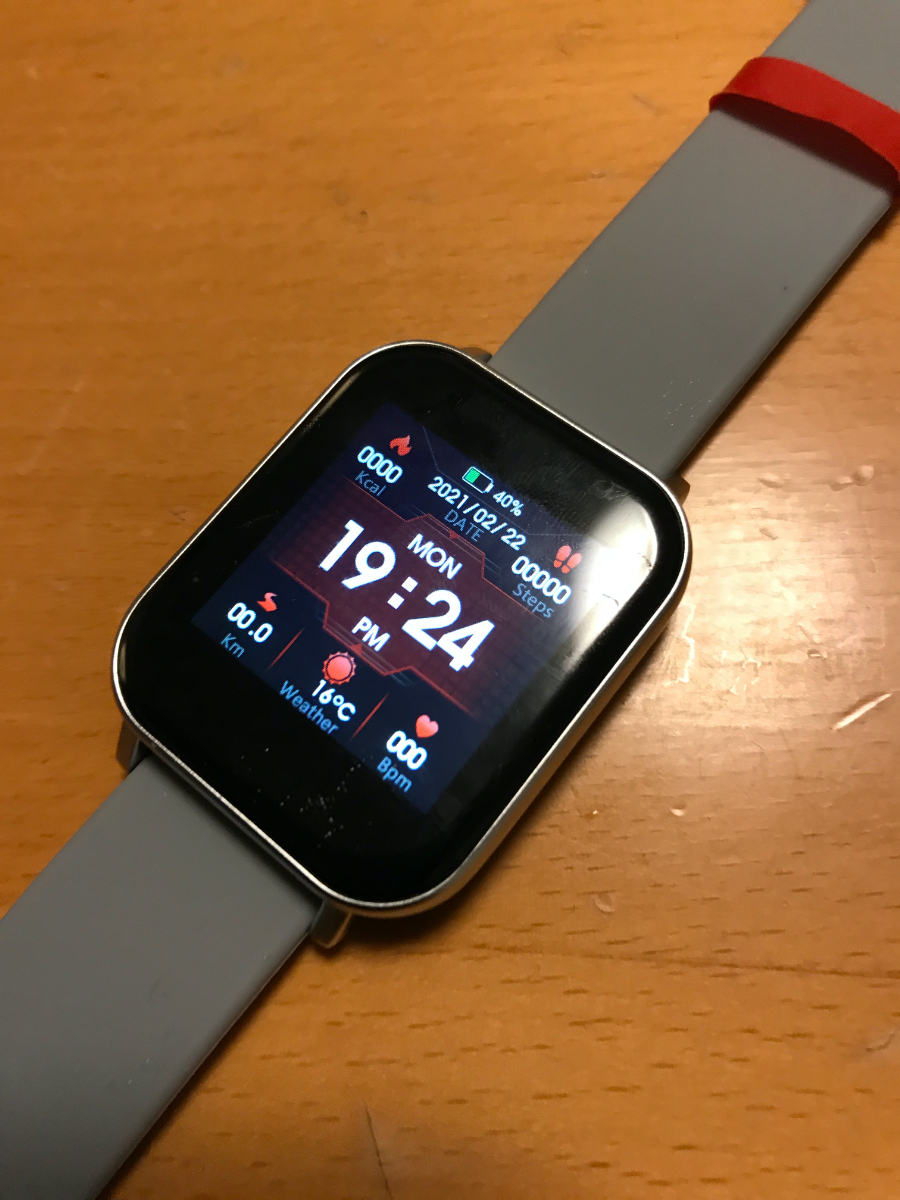 40%
2021/02/22
DATE
0000
Kcal
00000
Steps
MON
19:24
PM
00.0
Km
16°C
Weather
000
Bpm